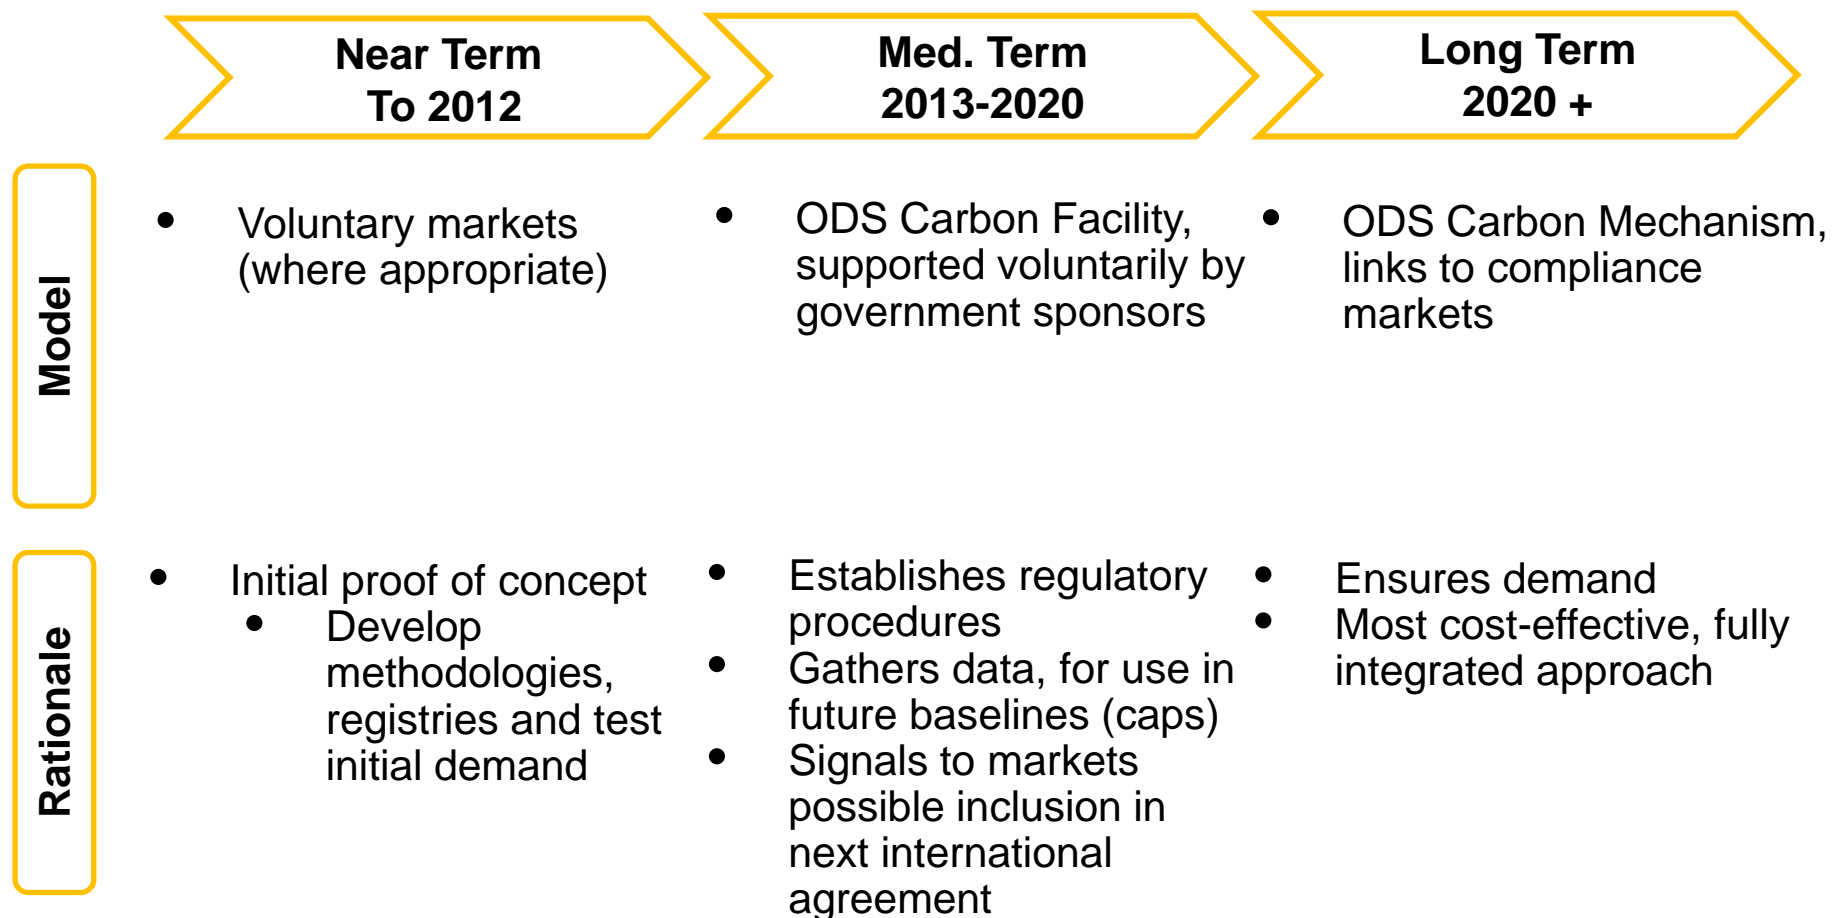 Near Term
To 2012
Med. Term
2013-2020
Long Term
2020 +
Model
• Voluntary markets
(where appropriate)
• ODS Carbon Facility,
supported voluntarily by
government sponsors
• ODS Carbon Mechanism,
links to compliance
markets
Rationale
• Initial proof of concept
• Develop
methodologies,
registries and test
initial demand
• Establishes regulatory
procedures
• Gathers data, for use in
future baselines (caps)
• Signals to markets
possible inclusion in
next international
agreement
• Ensures demand
• Most cost-effective, fully
integrated approach